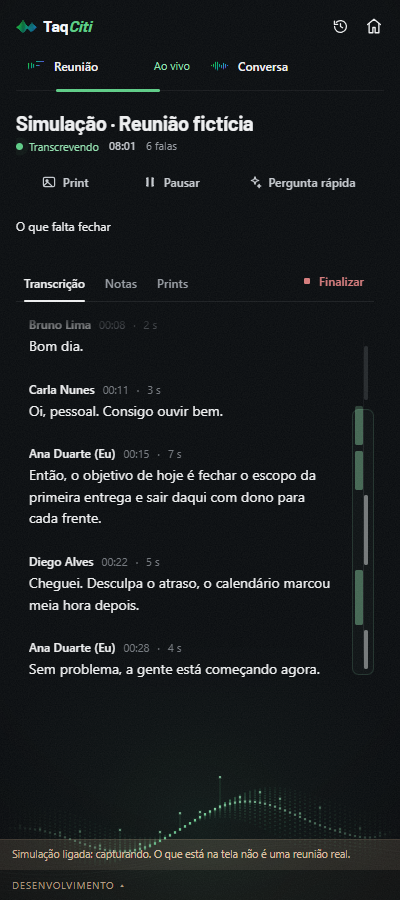 TaqCiti
Reunião Ao vivo Conversa
Simulação · Reunião fictícia
Transcrevendo 08:01 6 falas
Print Pausar Pergunta rápida
O que falta fechar
Transcrição Notas Prints Finalizar
Bruno Lima 00:08 · 2 s
Bom dia.
Carla Nunes 00:11 · 3 s
Oi, pessoal. Consigo ouvir bem.
Ana Duarte (Eu) 00:15 · 7 s
Então, o objetivo de hoje é fechar o escopo da
primeira entrega e sair daqui com dono para
cada frente.
Diego Alves 00:22 · 5 s
Cheguei. Desculpa o atraso, o calendário marcou
meia hora depois.
Ana Duarte (Eu) 00:28 · 4 s
Sem problema, a gente está começando agora.
Simulação ligada: capturando. O que está na tela não é uma reunião real.
DESENVOLVIMENTO